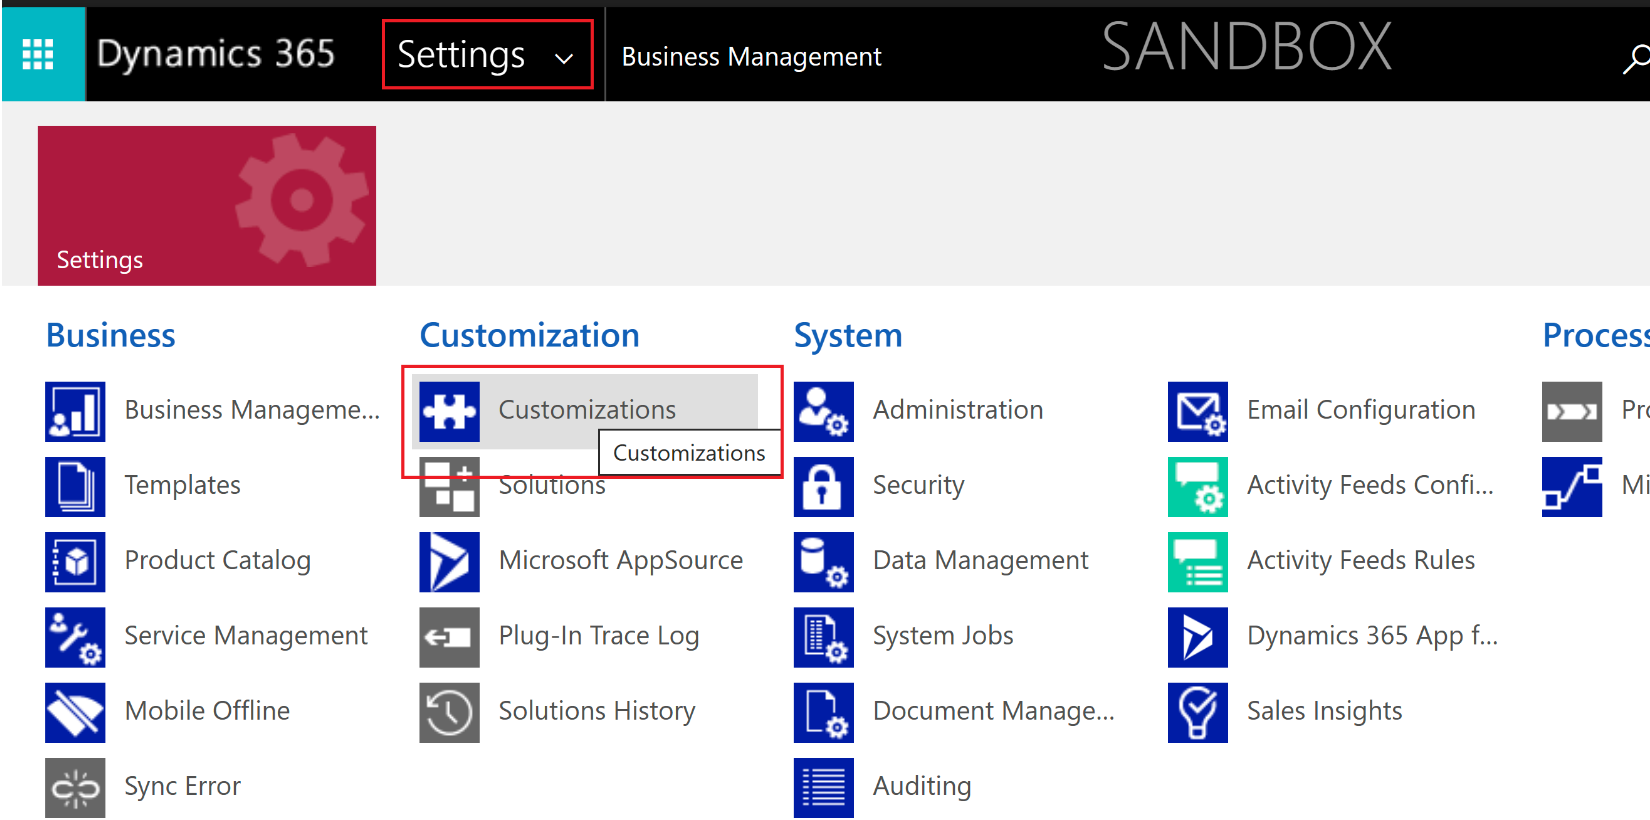 Dynamics 365 Settings Business Management SANDBOX
Settings
Business Customization System Process
Business Manageme... Customizations Administration Email Configuration
Customizations
Templates Solutions Security Activity Feeds Confi...
Product Catalog Microsoft AppSource Data Management Activity Feeds Rules
Service Management Plug-In Trace Log System Jobs Dynamics 365 App f...
Mobile Offline Solutions History Document Manage... Sales Insights
Sync Error Auditing